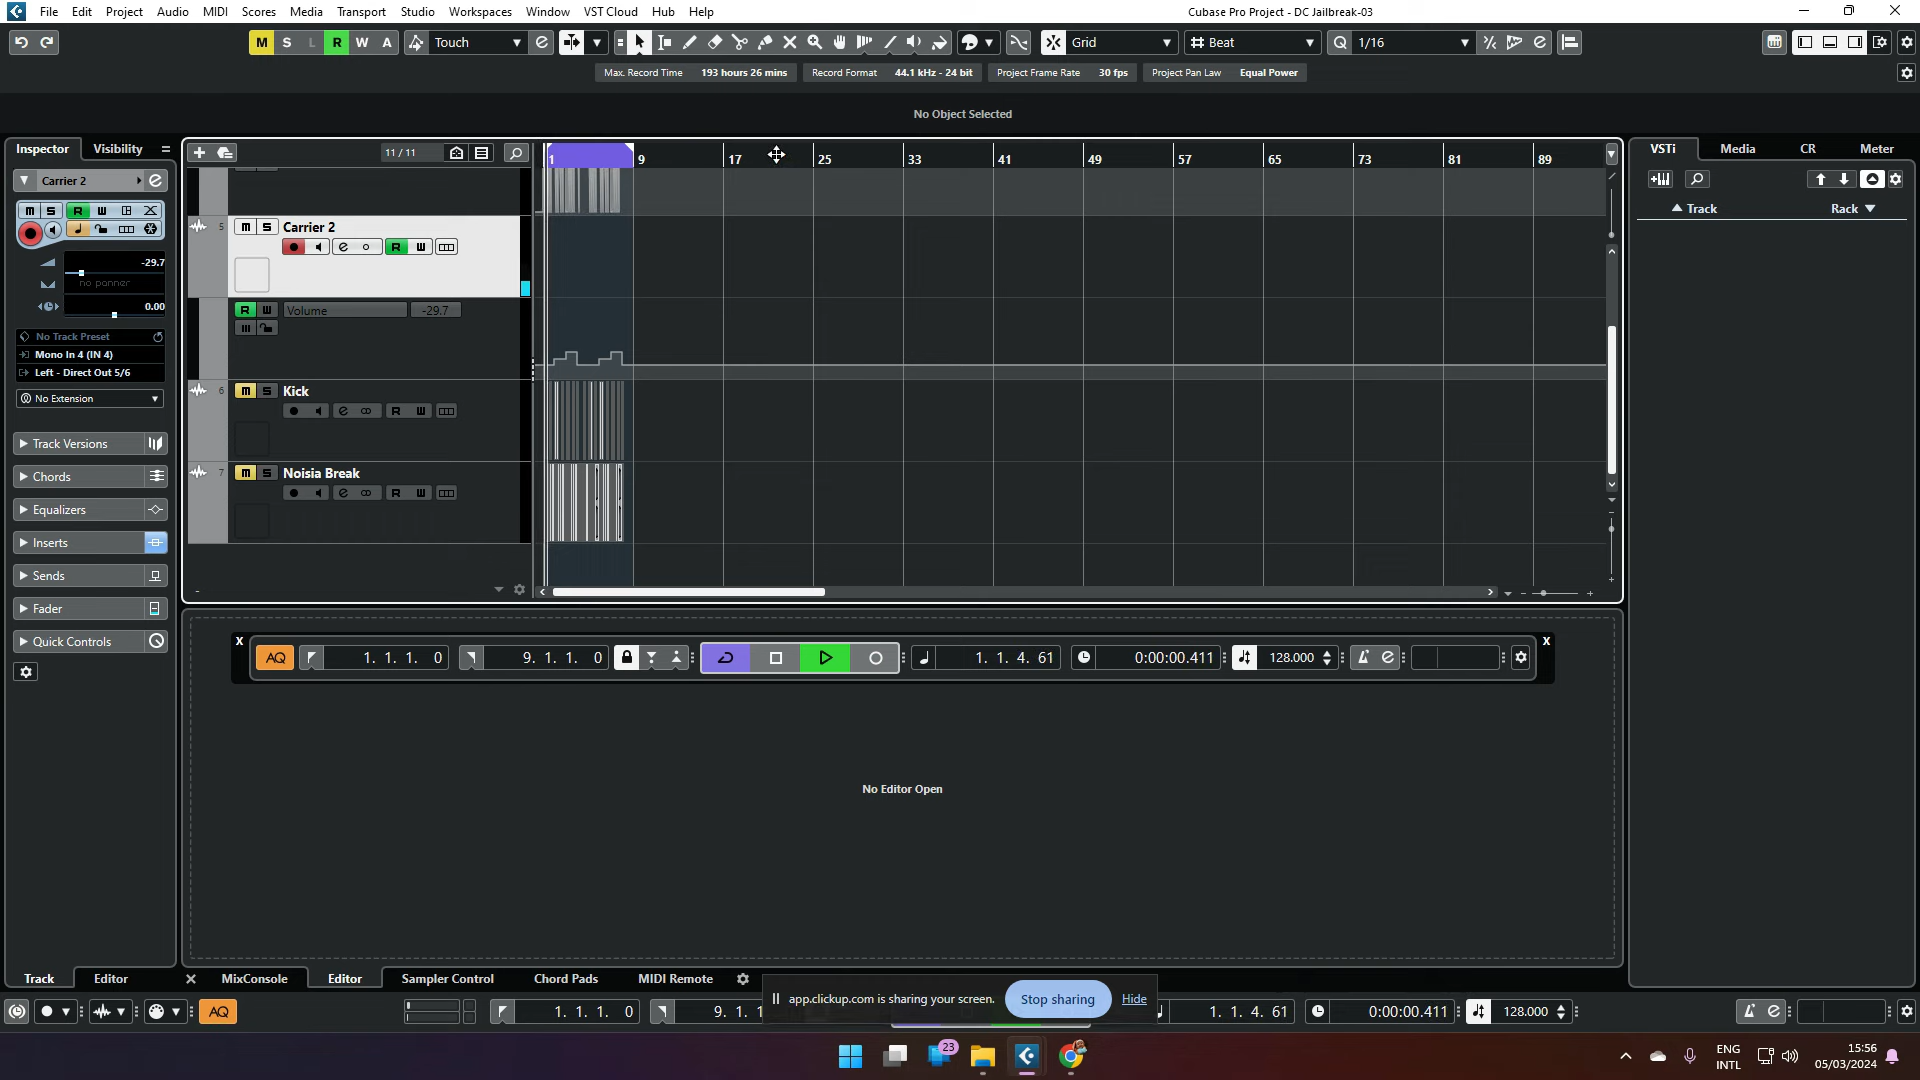 File Edit Project Audio MIDI Scores Media Transport Studio Workspaces Window VST Cloud Hub Help
Cubase Pro Project - DC Jailbreak-03
M S L R W A Touch Grid Beat Q 1/16
Max. Record Time 193 hours 26 mins Record Format 44.1 kHz - 24 bit Project Frame Rate 30 fps Project Pan Law Equal Power
No Object Selected
Inspector Visibility
Carrier 2
M S R W
-29.7
no panner
0.00
No Track Preset
Mono In 4 (IN 4)
Left - Direct Out 5/6
No Extension
Track Versions
Chords
Equalizers
Inserts
Sends
Fader
Quick Controls
11 / 11
1 9 17 25 33 41 49 57 65 73 81 89
5 M S Carrier 2
R W
R W Volume -29.7
6 M S Kick
R W
7 M S Noisia Break
R W
VSTi Media CR Meter
Track Rack
X X
AQ 1. 1. 1. 0 9. 1. 1. 0 1. 1. 4. 61 0:00:00.411 128.000
No Editor Open
Track Editor
MixConsole Editor Sampler Control Chord Pads MIDI Remote
app.clickup.com is sharing your screen. Stop sharing Hide
AQ 1. 1. 1. 0 9. 1. 1 1. 1. 4. 61 0:00:00.411 128.000
23
ENG
INTL
15:56
05/03/2024